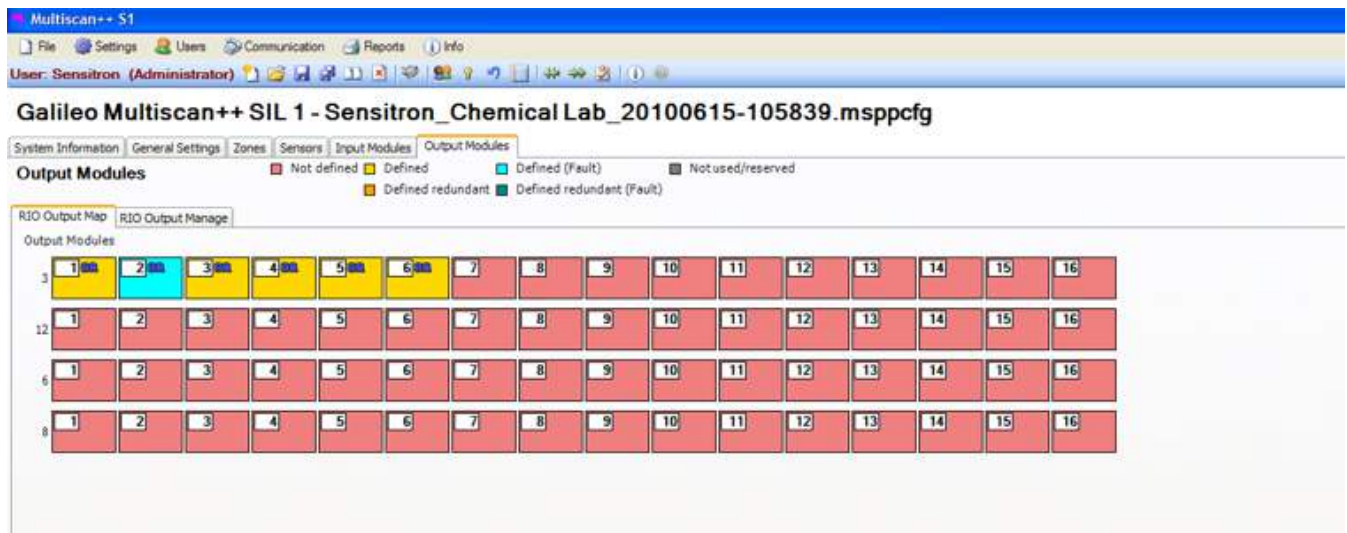 Multiscan++ S1
File Settings Users Communication Reports Info
User: Sensitron (Administrator)
Galileo Multiscan++ SIL 1 - Sensitron_Chemical Lab_20100615-105839.msppcfg
System Information General Settings Zones Sensors Input Modules Output Modules
Output Modules Not defined Defined Defined (Fault) Not used/reserved
Defined redundant Defined redundant (Fault)
RIO Output Map RIO Output Manage
Output Modules
3 1 2 3 4 5 6 7 8 9 10 11 12 13 14 15 16
12 1 2 3 4 5 6 7 8 9 10 11 12 13 14 15 16
6 1 2 3 4 5 6 7 8 9 10 11 12 13 14 15 16
8 1 2 3 4 5 6 7 8 9 10 11 12 13 14 15 16